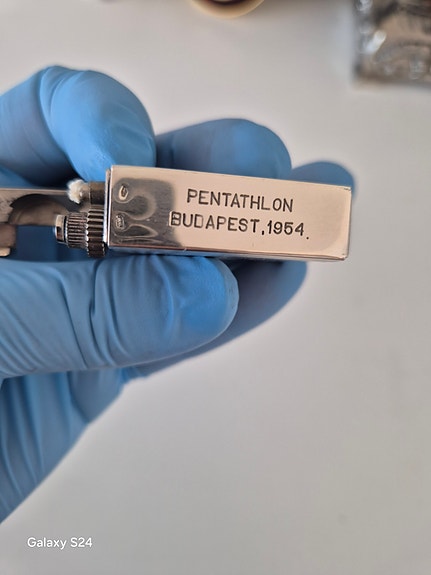 PENTATHLON
BUDAPEST,1954.
Galaxy S24